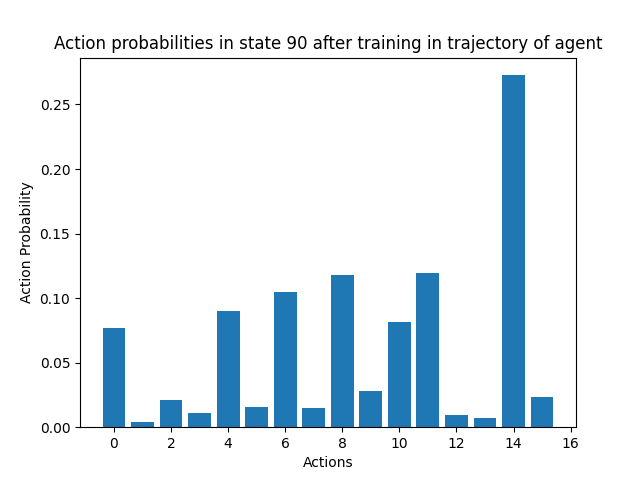 Action probabilities in state 90 after training in trajectory of agent
0.25
0.20
0.15
0.10
0.05
0.00
Action Probability
0 2 4 6 8 10 12 14 16
Actions